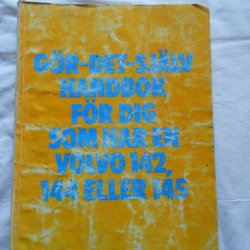 GÖR-DET-SJÄLV
HANDBOK
FÖR DIG
SOM HAR EN
VOLVO 142,
144 ELLER 145